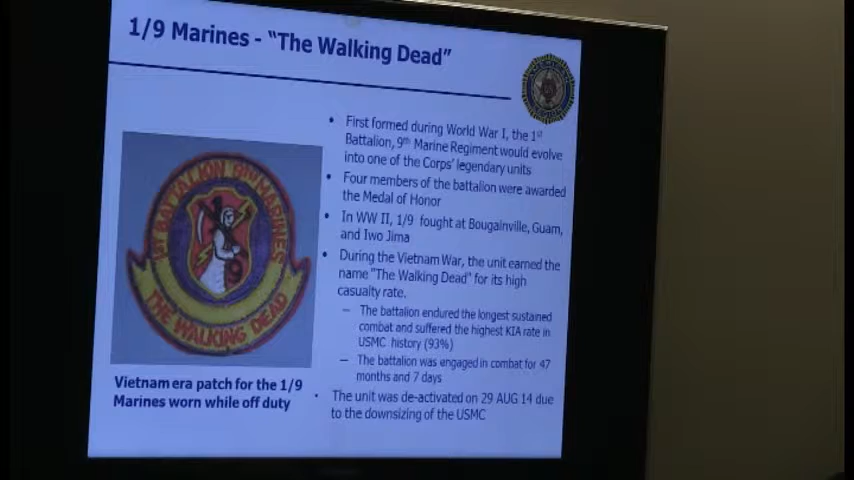 1/9 Marines - "The Walking Dead"
First formed during World War I, the 1st
Battalion, 9th Marine Regiment would evolve
into one of the Corps' legendary units
Four members of the battalion were awarded
the Medal of Honor
In WW II, 1/9 fought at Bougainville, Guam,
and Iwo Jima
During the Vietnam War, the unit earned the
name "The Walking Dead" for its high
casualty rate.
– The battalion endured the longest sustained
combat and suffered the highest KIA rate in
USMC history (93%)
– The battalion was engaged in combat for 47
months and 7 days
The unit was de-activated on 29 AUG 14 due
to the downsizing of the USMC
1ST BATTALION 9TH MARINES
THE WALKING DEAD
Vietnam era patch for the 1/9
Marines worn while off duty